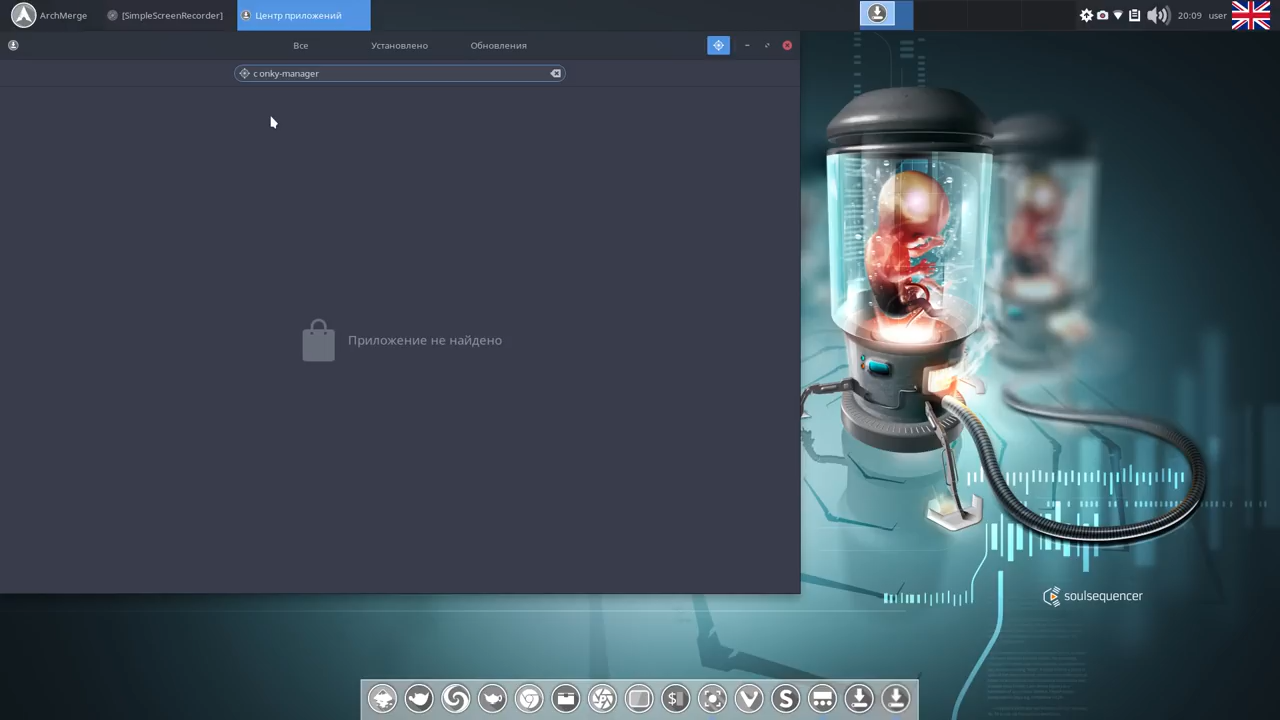 ArchMerge
[SimpleScreenRecorder]
Центр приложений
20:09
user
Все
Установлено
Обновления
c onky-manager
Приложение не найдено
soulsequencer